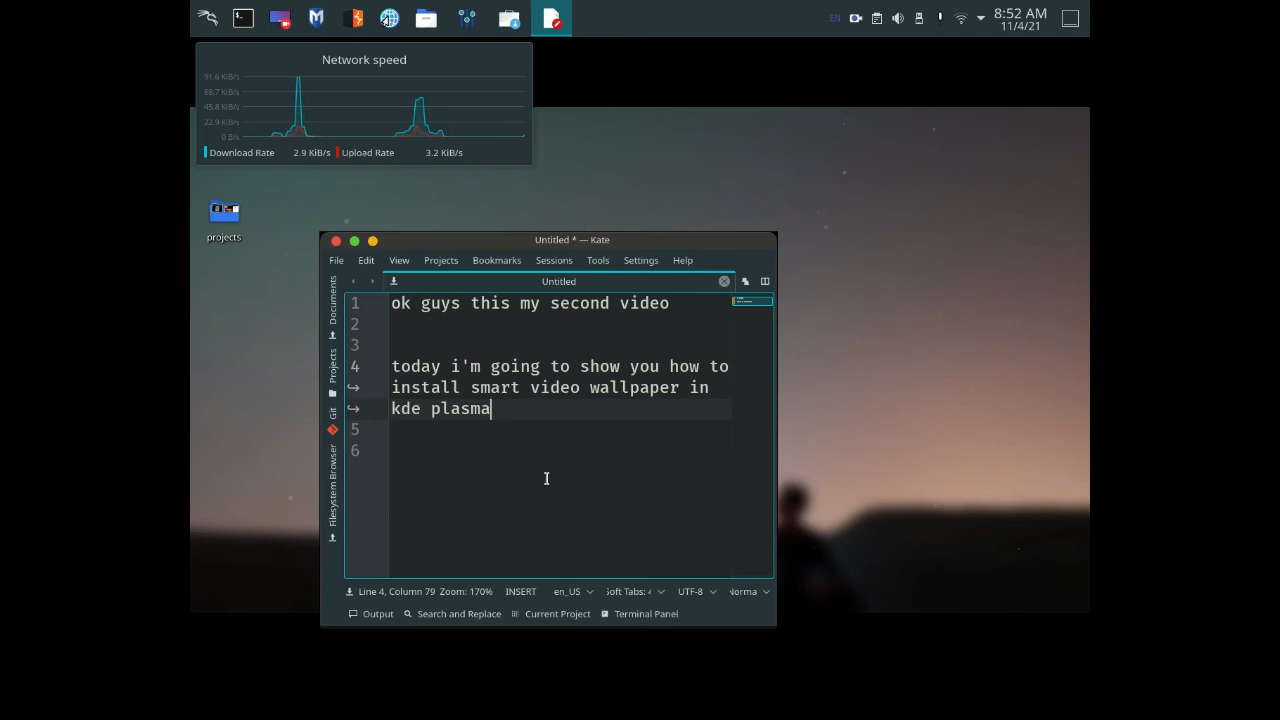 EN
8:52 AM
11/4/21
Network speed
91.6 KiB/s
68.7 KiB/s
45.8 KiB/s
22.9 KiB/s
0 B/s
Download Rate 2.9 KiB/s Upload Rate 3.2 KiB/s
projects
Untitled * — Kate
File Edit View Projects Bookmarks Sessions Tools Settings Help
Untitled
Documents
Projects
Git
Filesystem Browser
1 ok guys this my second video
2
3
4 today i'm going to show you how to
install smart video wallpaper in
kde plasma
5
6
Line 4, Column 79 Zoom: 170% INSERT en_US Soft Tabs: 4 UTF-8 Norma
Output Search and Replace Current Project Terminal Panel